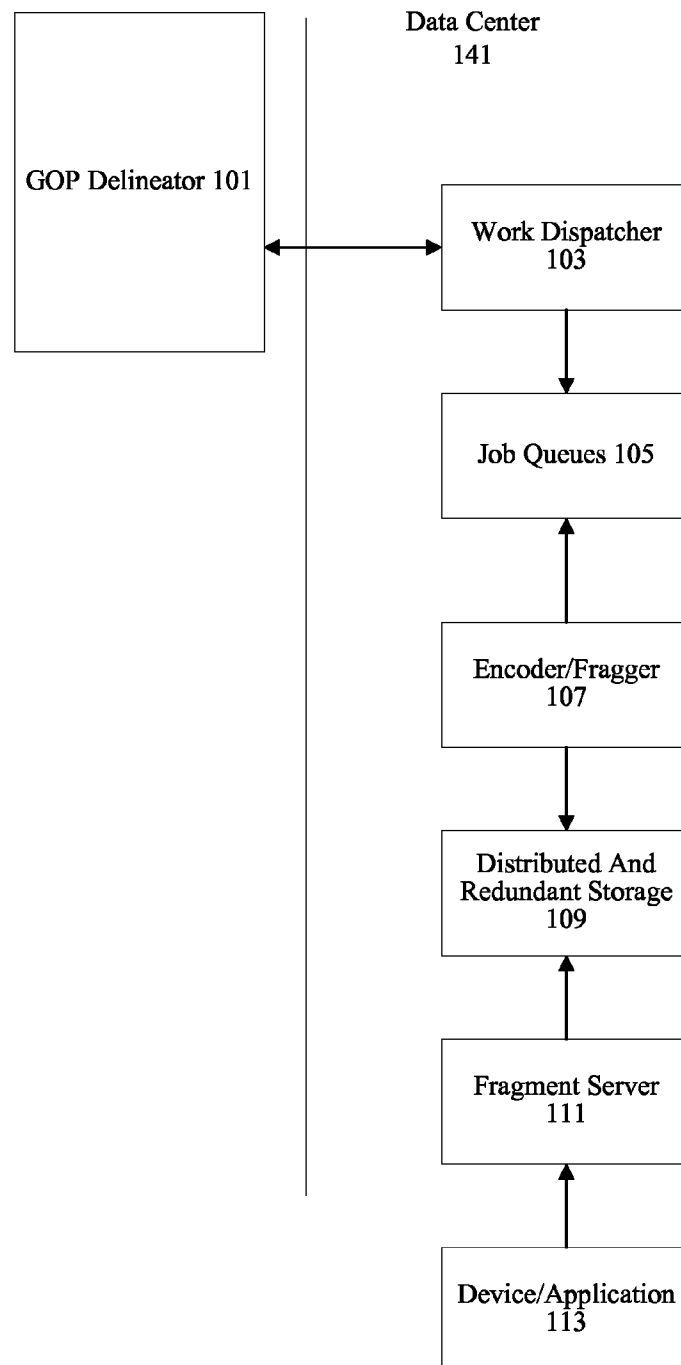 Data Center
141
GOP Delineator 101
Work Dispatcher
103
Job Queues 105
Encoder/Fragger
107
Distributed And
Redundant Storage
109
Fragment Server
111
Device/Application
113